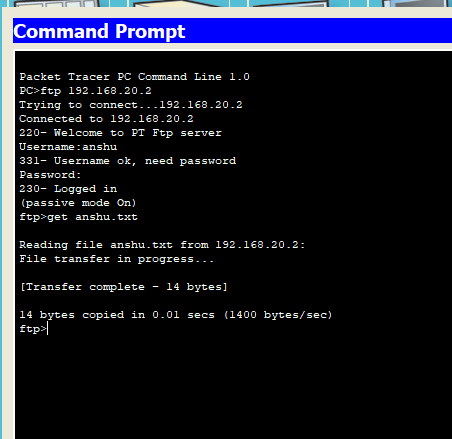 Command Prompt
Packet Tracer PC Command Line 1.0
PC>ftp 192.168.20.2
Trying to connect...192.168.20.2
Connected to 192.168.20.2
220- Welcome to PT Ftp server
Username:anshu
331- Username ok, need password
Password:
230- Logged in
(passive mode On)
ftp>get anshu.txt
Reading file anshu.txt from 192.168.20.2:
File transfer in progress...
[Transfer complete - 14 bytes]
14 bytes copied in 0.01 secs (1400 bytes/sec)
ftp>